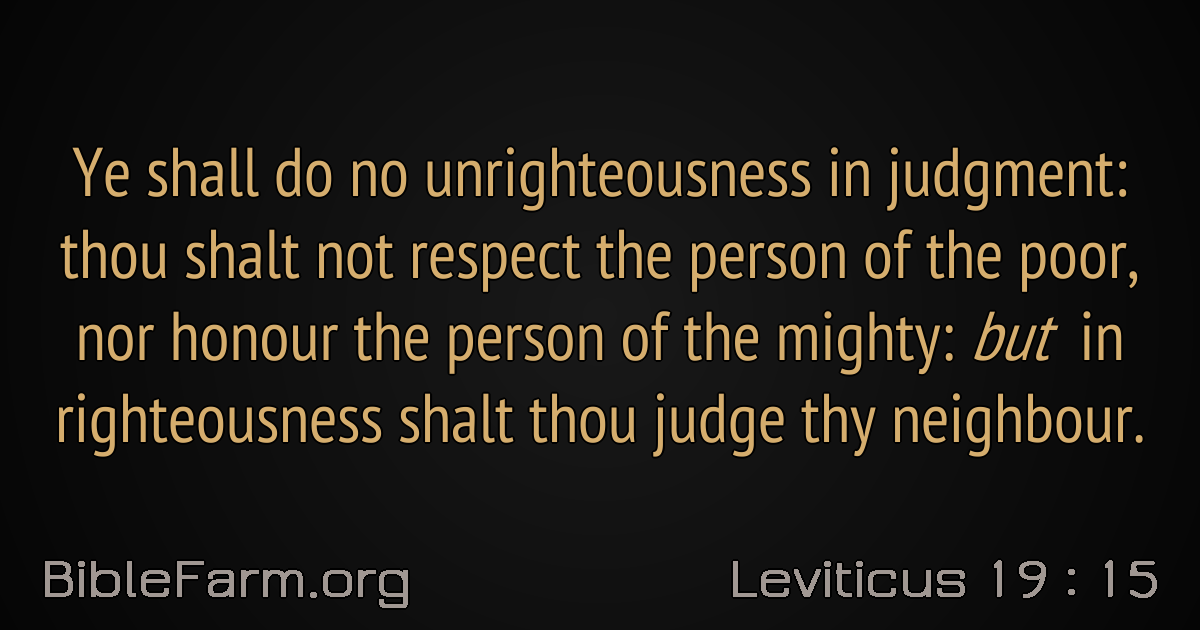 Ye shall do no unrighteousness in judgment:
thou shalt not respect the person of the poor,
nor honour the person of the mighty: but in
righteousness shalt thou judge thy neighbour.
BibleFarm.org
Leviticus 19 : 15